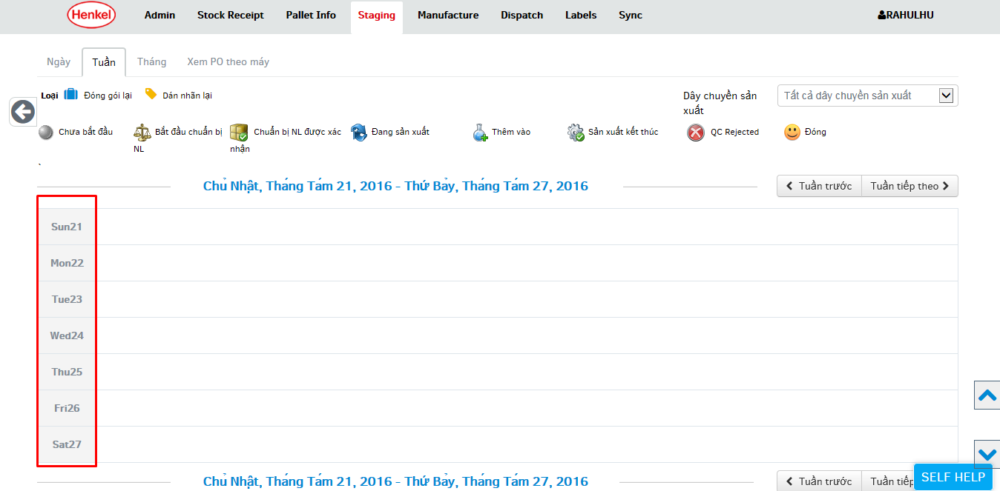 Henkel Admin Stock Receipt Pallet Info Staging Manufacture Dispatch Labels Sync RAHULHU
Ngày Tuần Tháng Xem PO theo máy
Loại Đóng gói lại Dán nhãn lại
Dây chuyền sản xuất Tất cả dây chuyền sản xuất
Chưa bắt đầu
Bắt đầu chuẩn bị NL
Chuẩn bị NL được xác nhận
Đang sản xuất
Thêm vào
Sản xuất kết thúc
QC Rejected
Đóng
Chủ Nhật, Tháng Tám 21, 2016 - Thứ Bảy, Tháng Tám 27, 2016 Tuần trước Tuần tiếp theo
Sun21
Mon22
Tue23
Wed24
Thu25
Fri26
Sat27
Chủ Nhật, Tháng Tám 21, 2016 - Thứ Bảy, Tháng Tám 27, 2016 Tuần trước Tuần tiếp
SELF HELP